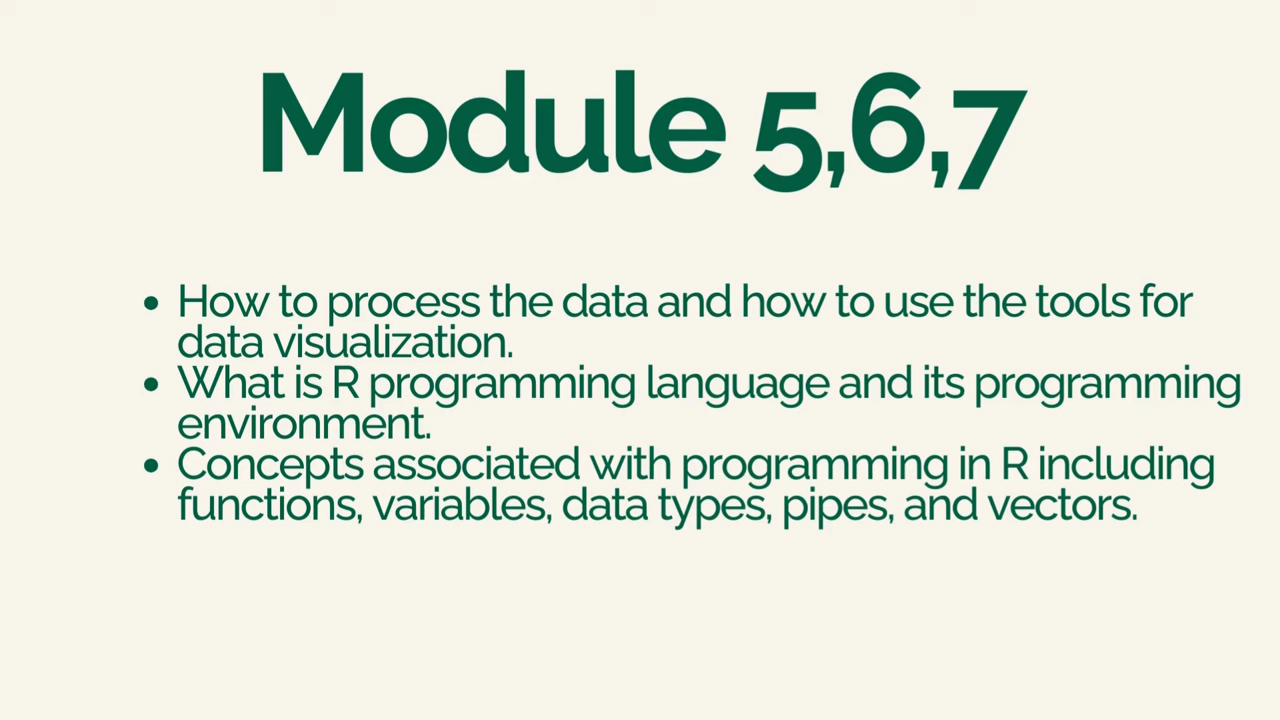 Module 5,6,7
• How to process the data and how to use the tools for
data visualization.
• What is R programming language and its programming
environment.
• Concepts associated with programming in R including
functions, variables, data types, pipes, and vectors.